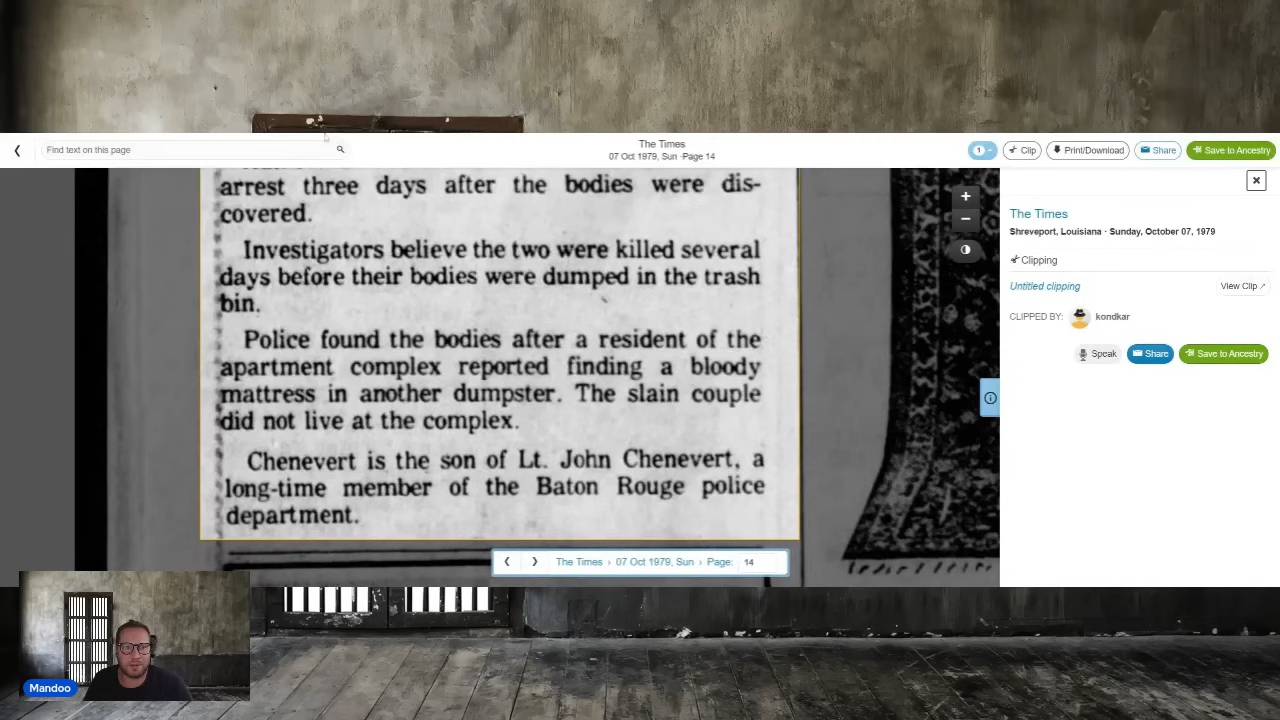 Find text on this page
The Times
07 Oct 1979, Sun · Page 14
1
Clip
Print/Download
Share
Save to Ancestry
arrest three days after the bodies were dis-
covered.
Investigators believe the two were killed several
days before their bodies were dumped in the trash
bin.
Police found the bodies after a resident of the
apartment complex reported finding a bloody
mattress in another dumpster. The slain couple
did not live at the complex.
Chenevert is the son of Lt. John Chenevert, a
long-time member of the Baton Rouge police
department.
The Times
Shreveport, Louisiana · Sunday, October 07, 1979
Clipping
Untitled clipping
View Clip
CLIPPED BY: kondkar
Speak
Share
Save to Ancestry
The Times › 07 Oct 1979, Sun › Page: 14
Mandoo